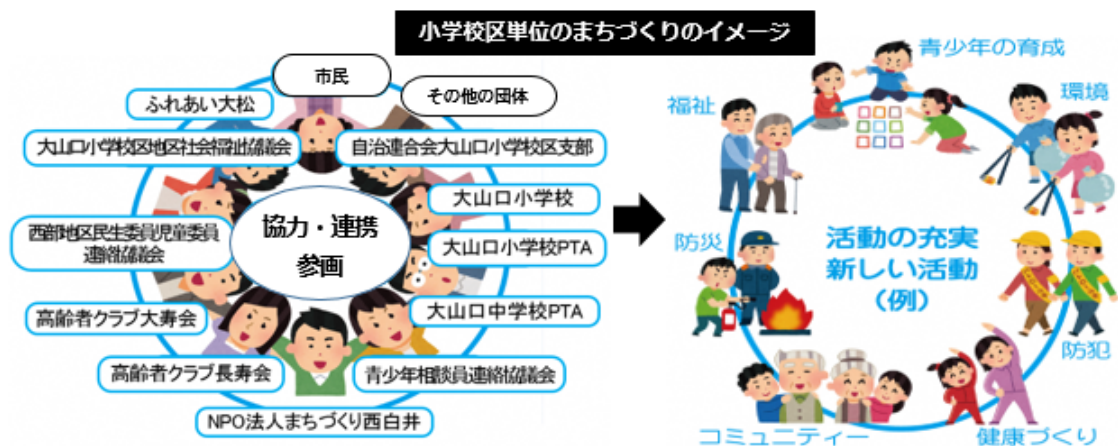 小学校区単位のまちづくりのイメージ
市民
その他の団体
ふれあい大松
大山口小学校区地区社会福祉協議会
自治連合会大山口小学校区支部
大山口小学校
西部地区民生委員児童委員
連絡協議会
大山口小学校PTA
高齢者クラブ大寿会
大山口中学校PTA
高齢者クラブ長寿会
青少年相談員連絡協議会
NPO法人まちづくり西白井
協力・連携
参画
青少年の育成
福祉
環境
防災
活動の充実
新しい活動
（例）
防犯
コミュニティー
健康づくり